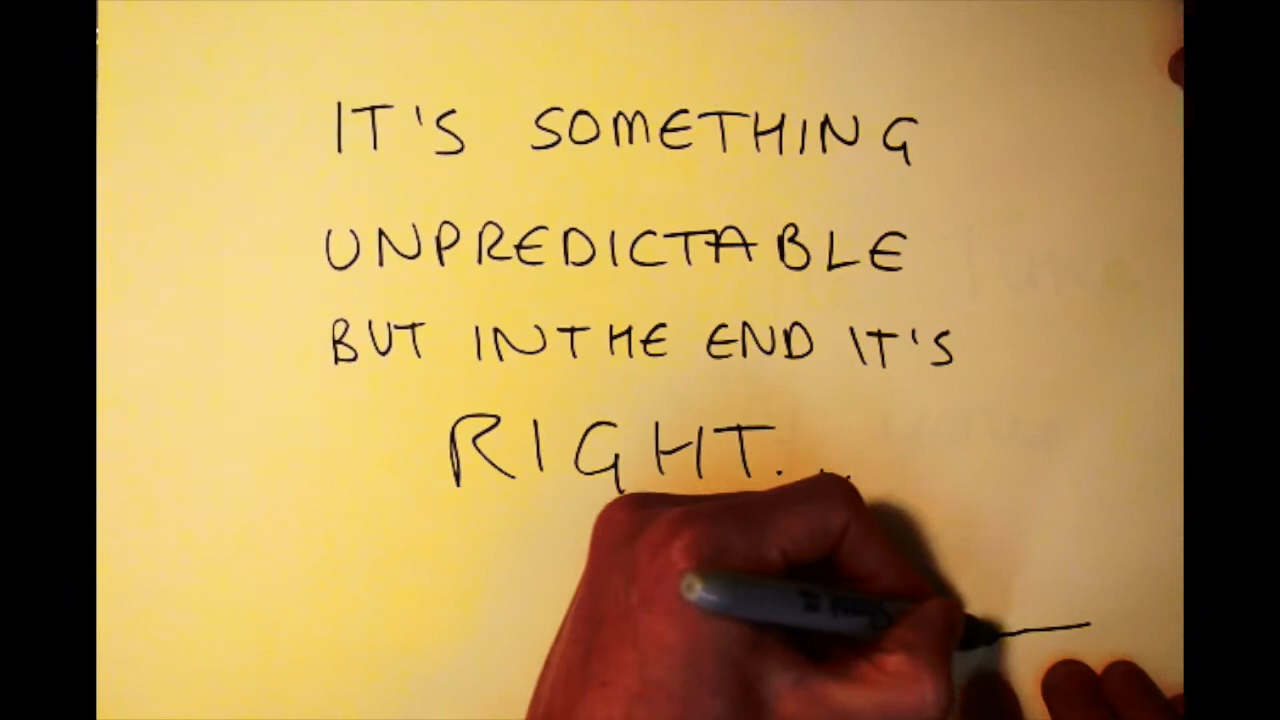 IT'S SOMETHING
UNPREDICTABLE
BUT IN THE END IT'S
RIGHT...